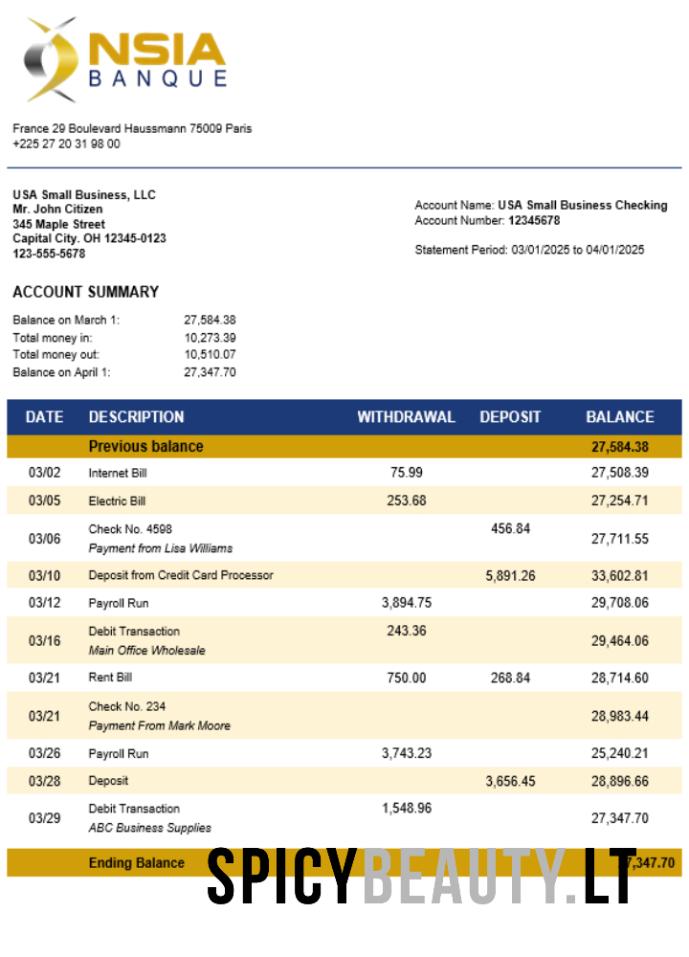 NSIA
BANQUE
France 29 Boulevard Haussmann 75009 Paris
+225 27 20 31 98 00
USA Small Business, LLC
Mr. John Citizen
345 Maple Street
Capital City. OH 12345-0123
123-555-5678
Account Name: USA Small Business Checking
Account Number: 12345678
Statement Period: 03/01/2025 to 04/01/2025
ACCOUNT SUMMARY
Balance on March 1: 27,584.38
Total money in: 10,273.39
Total money out: 10,510.07
Balance on April 1: 27,347.70
DATE DESCRIPTION WITHDRAWAL DEPOSIT BALANCE
Previous balance 27,584.38
03/02 Internet Bill 75.99 27,508.39
03/05 Electric Bill 253.68 27,254.71
03/06 Check No. 4598 456.84 27,711.55
Payment from Lisa Williams
03/10 Deposit from Credit Card Processor 5,891.26 33,602.81
03/12 Payroll Run 3,894.75 29,708.06
03/16 Debit Transaction 243.36 29,464.06
Main Office Wholesale
03/21 Rent Bill 750.00 268.84 28,714.60
03/21 Check No. 234 28,983.44
Payment From Mark Moore
03/26 Payroll Run 3,743.23 25,240.21
03/28 Deposit 3,656.45 28,896.66
03/29 Debit Transaction 1,548.96 27,347.70
ABC Business Supplies
Ending Balance 7,347.70
SPICYBEAUTY.LT